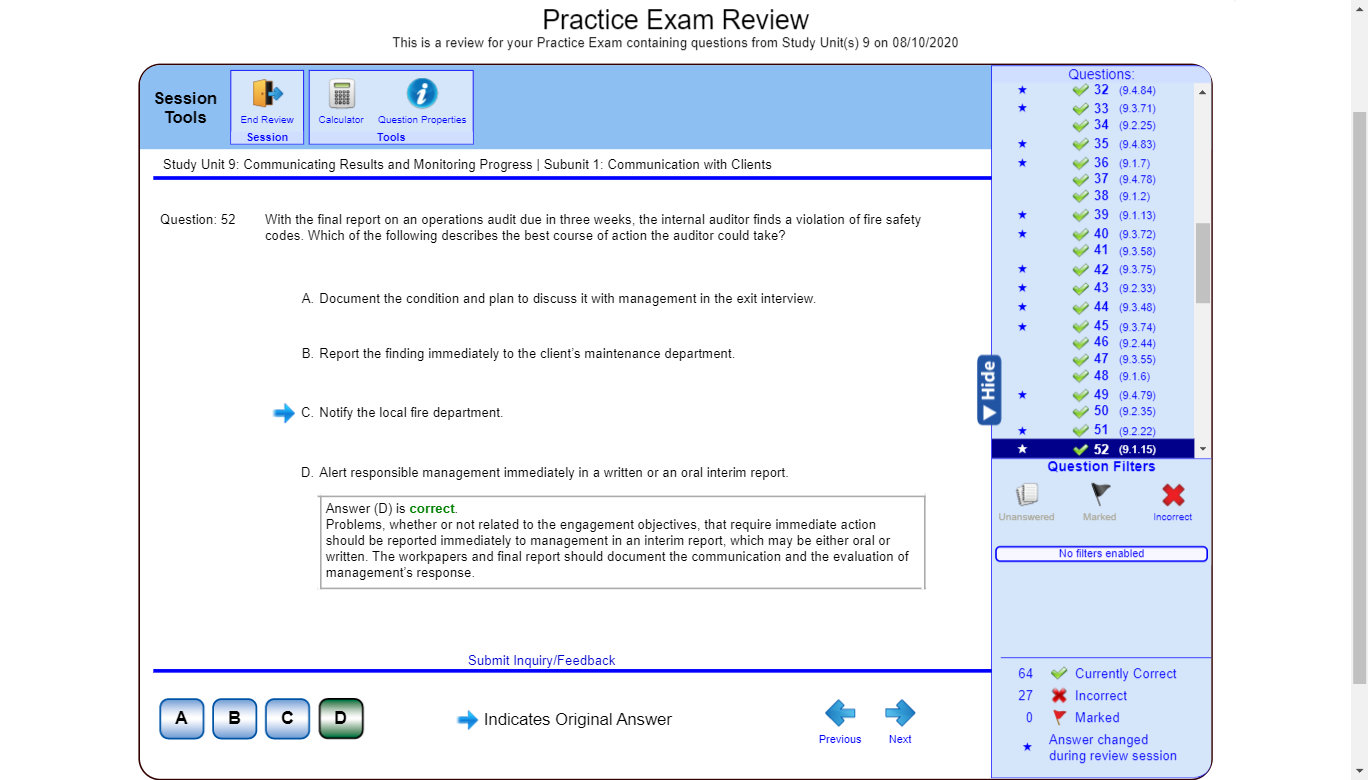 Practice Exam Review
This is a review for your Practice Exam containing questions from Study Unit(s) 9 on 08/10/2020
Session
Tools
End Review
Session
Calculator
Question Properties
Tools
Study Unit 9: Communicating Results and Monitoring Progress | Subunit 1: Communication with Clients
Question: 52
With the final report on an operations audit due in three weeks, the internal auditor finds a violation of fire safety
codes. Which of the following describes the best course of action the auditor could take?
A. Document the condition and plan to discuss it with management in the exit interview.
B. Report the finding immediately to the client's maintenance department.
C. Notify the local fire department.
D. Alert responsible management immediately in a written or an oral interim report.
Answer (D) is correct.
Problems, whether or not related to the engagement objectives, that require immediate action
should be reported immediately to management in an interim report, which may be either oral or
written. The workpapers and final report should document the communication and the evaluation of
management's response.
Submit Inquiry/Feedback
A B C D
Indicates Original Answer
Previous
Next
Questions:
32 (9.4.84)
33 (9.3.71)
34 (9.2.25)
35 (9.4.83)
36 (9.1.7)
37 (9.4.78)
38 (9.1.2)
39 (9.1.13)
40 (9.3.72)
41 (9.3.58)
42 (9.3.75)
43 (9.2.33)
44 (9.3.48)
45 (9.3.74)
46 (9.2.44)
47 (9.3.55)
48 (9.1.6)
49 (9.4.79)
50 (9.2.35)
51 (9.2.22)
52 (9.1.15)
Hide
Question Filters
Unanswered
Marked
Incorrect
No filters enabled
64 Currently Correct
27 Incorrect
0 Marked
Answer changed
during review session